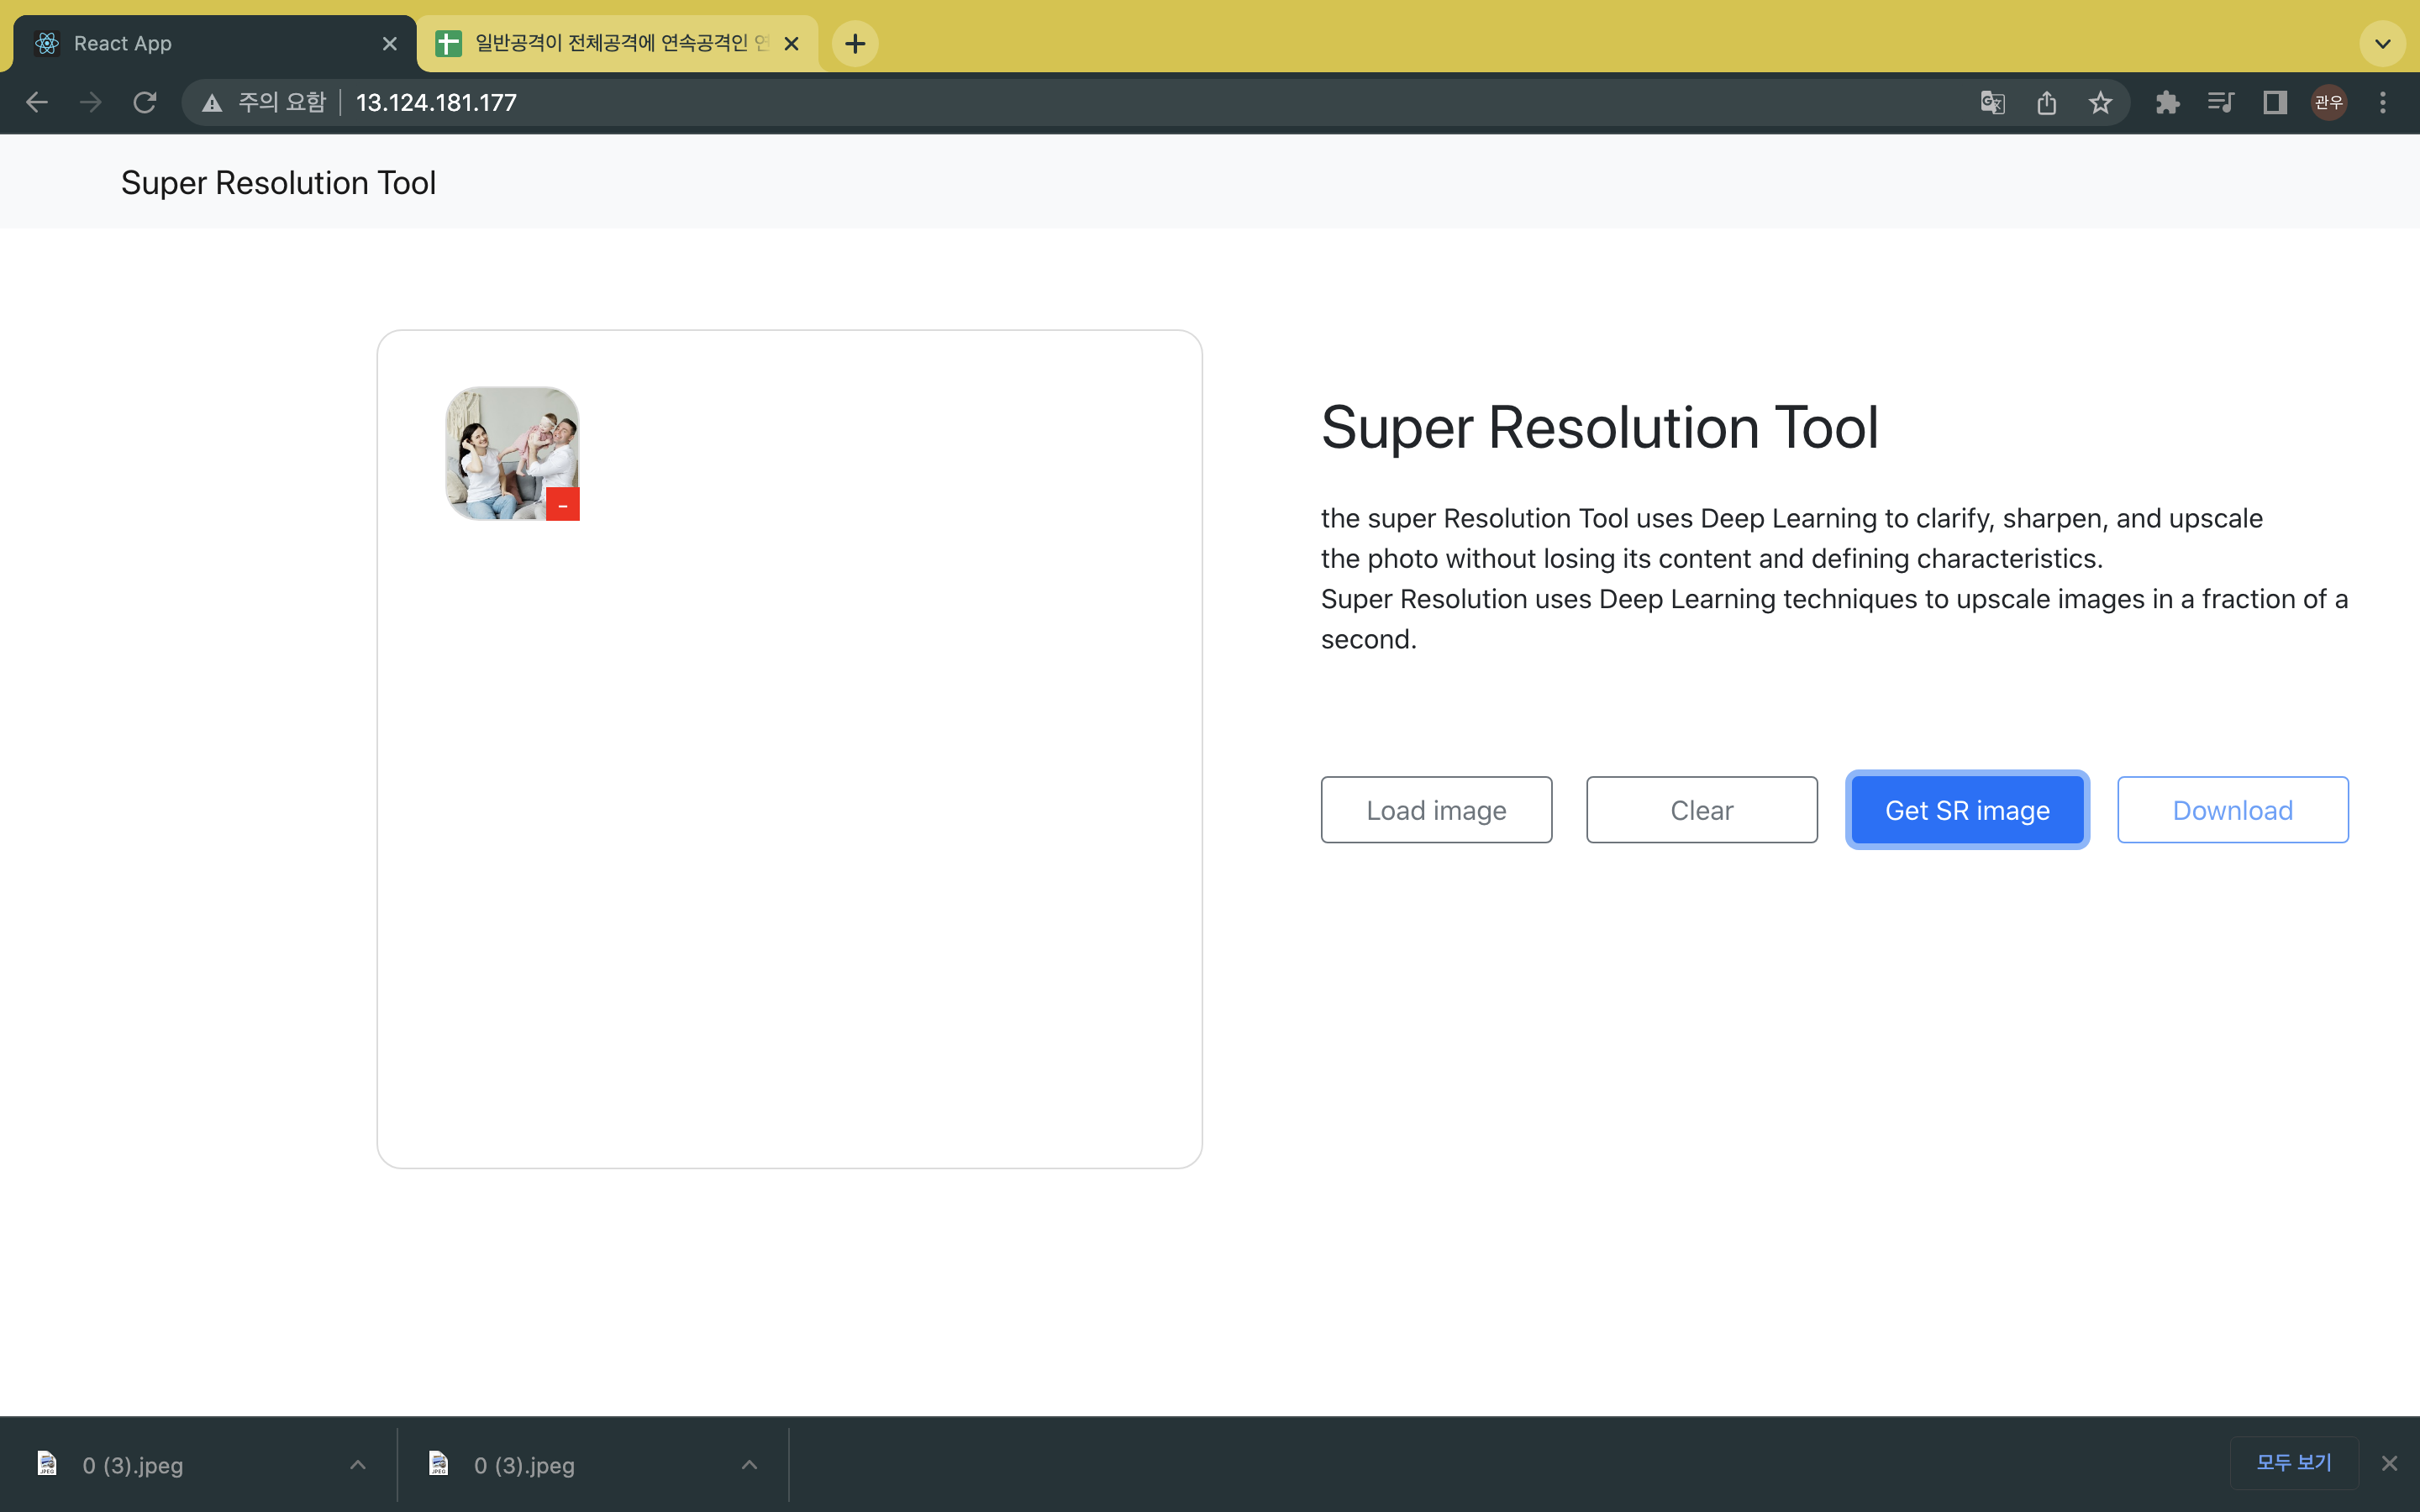 React App
일반공격이 전체공격에 연속공격인
주의 요함
13.124.181.177
관우
Super Resolution Tool
-
Super Resolution Tool
the super Resolution Tool uses Deep Learning to clarify, sharpen, and upscale
the photo without losing its content and defining characteristics.
Super Resolution uses Deep Learning techniques to upscale images in a fraction of a
second.
Load image
Clear
Get SR image
Download
0 (3).jpeg
0 (3).jpeg
모두 보기